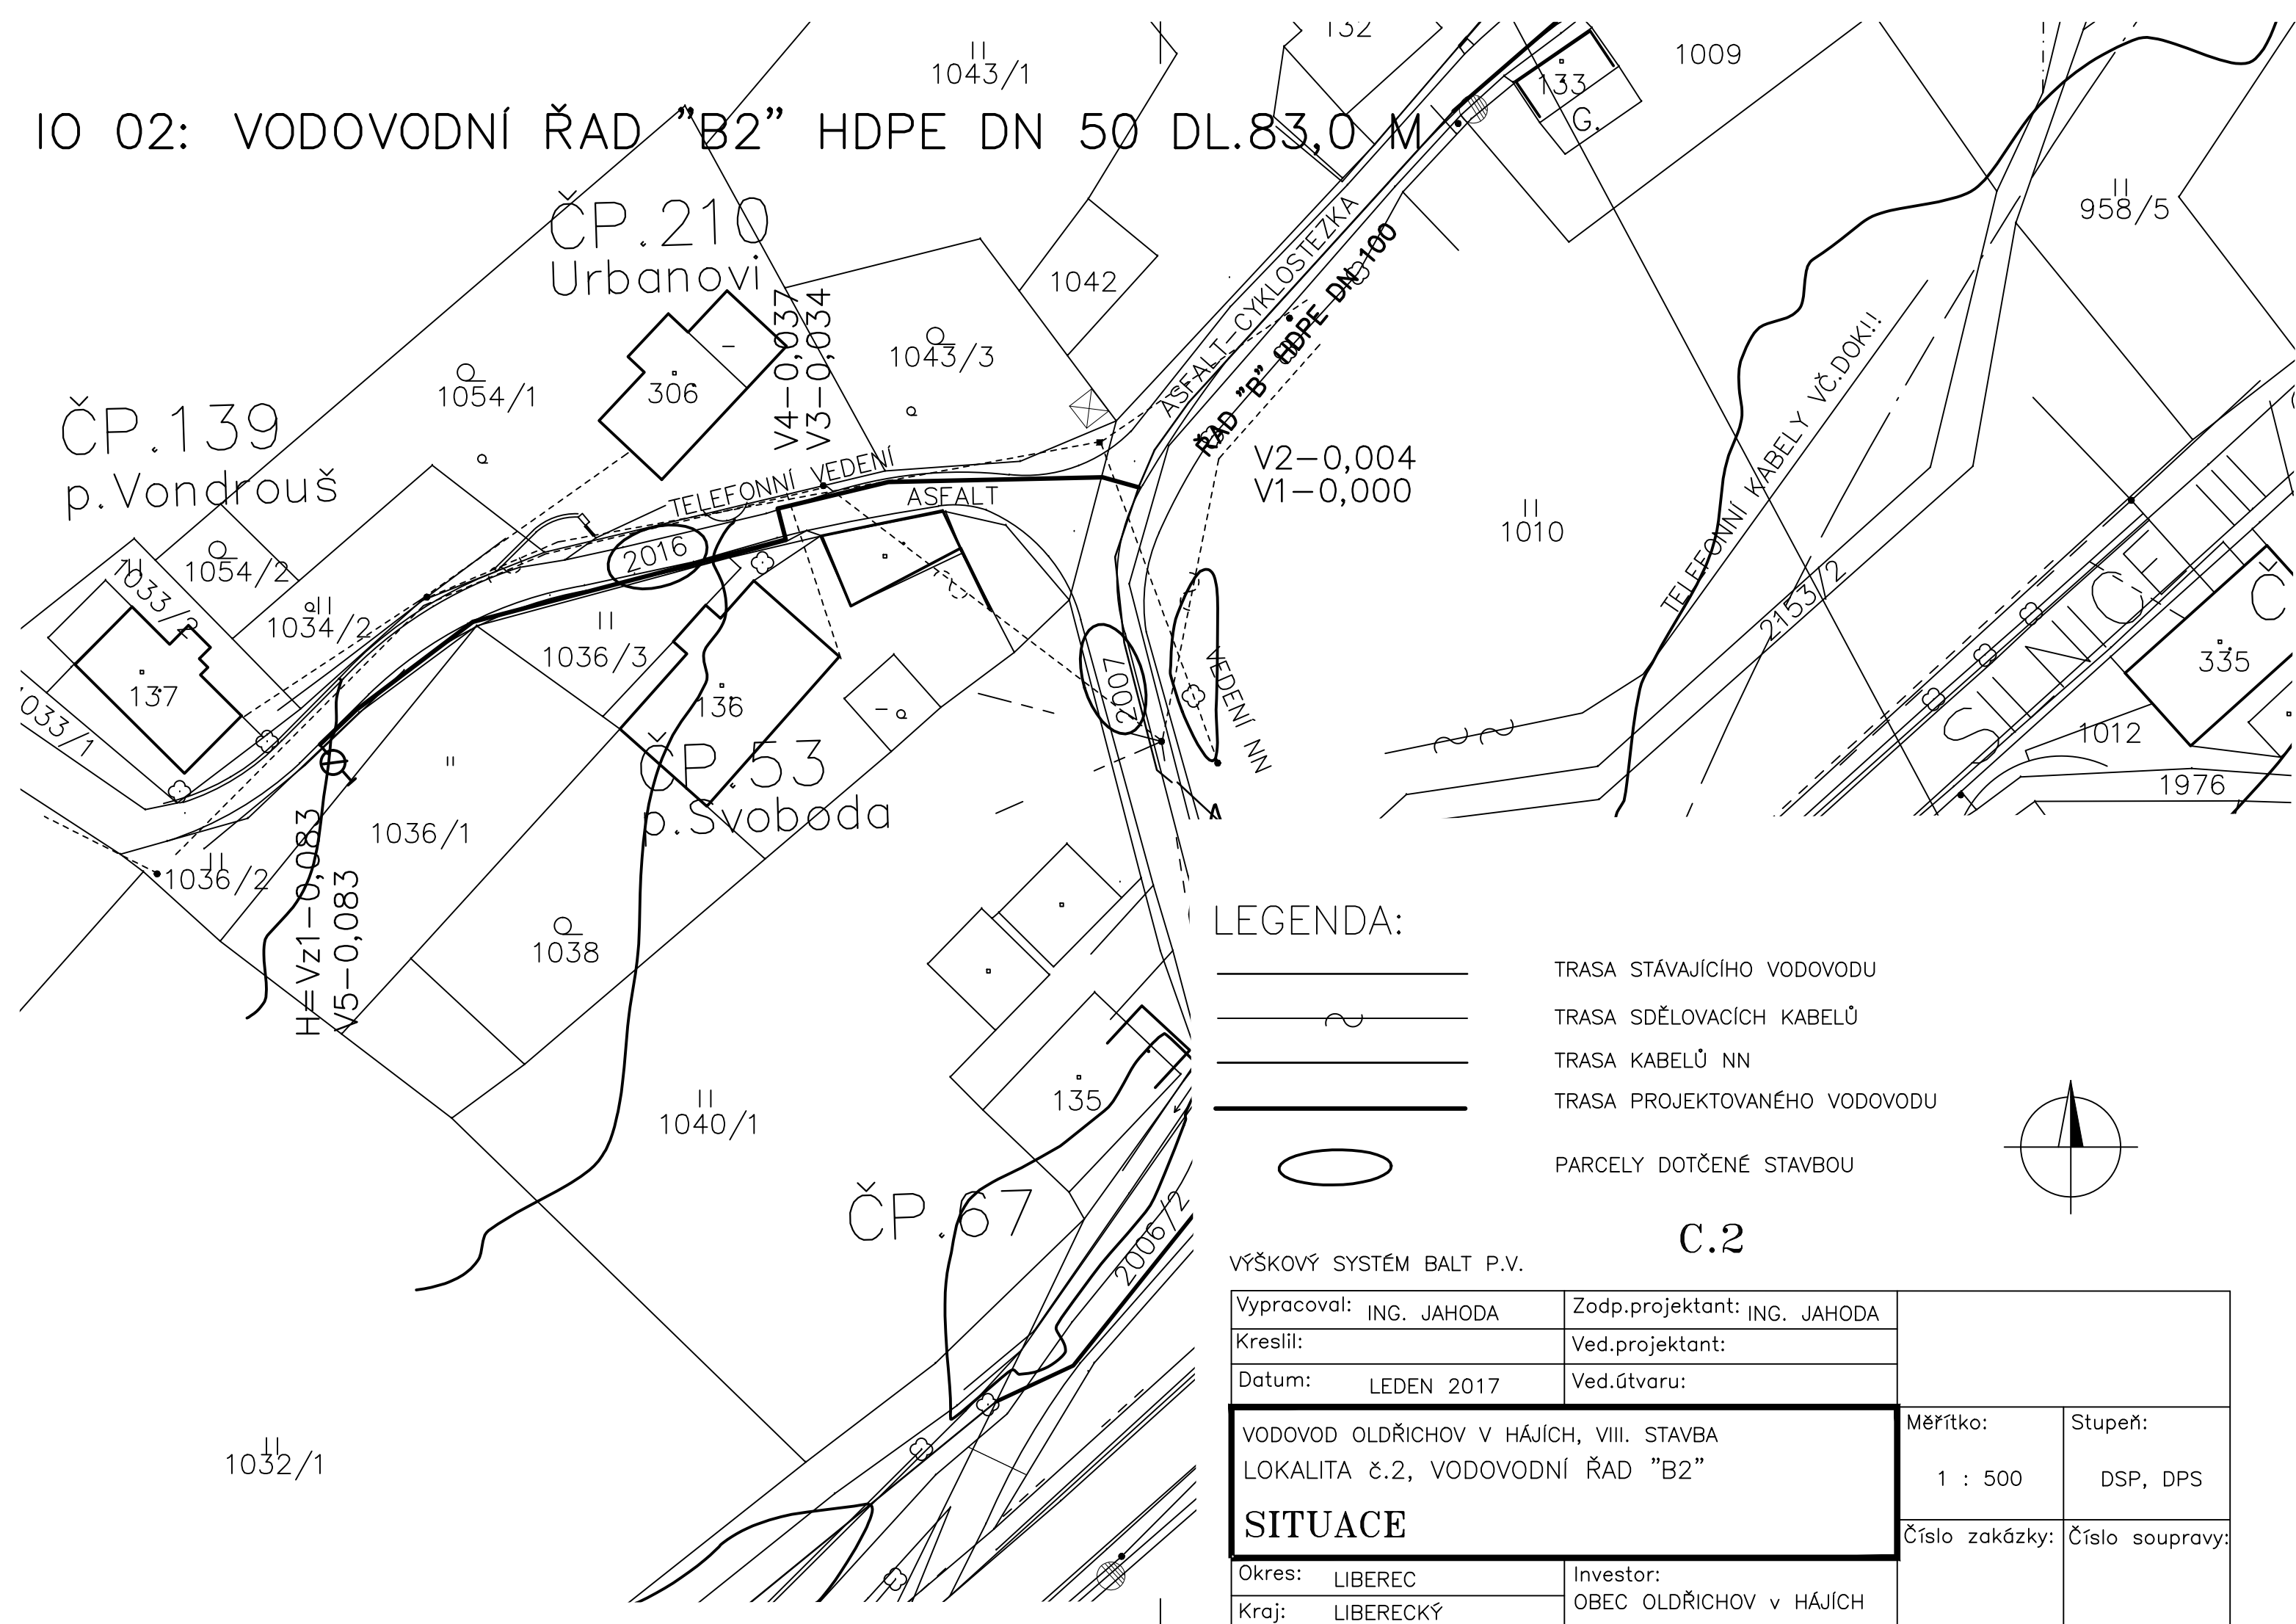 IO 02: VODOVODNÍ ŘAD "B2" HDPE DN 50 DL.83,0 M
1043/1
132
133
G.
1009
958/5
ČP.210
Urbanovi
1042
1043/3
V4-0,037
V3-0,034
306
1054/1
ČP.139
p.Vondrouš
ASFALT-CYKLOSTEZKA
ŘAD "B" HDPE DN 100
V2-0,004
V1-0,000
1010
TELEFONNÍ KABELY VČ.DOK!!
TELEFONNÍ VEDENÍ
ASFALT
2016
1054/2
1033/2
1034/2
1036/3
137
1033/1
136
ČP.53
p.Svoboda
2007
VEDENÍ NN
2153/2
SILNICE III
Č
335
1012
1976
1036/1
1036/2
H=Vz1-0,083
V5-0,083
1038
1040/1
135
ČP.67
2006/2
1032/1
LEGENDA:
TRASA STÁVAJÍCÍHO VODOVODU
TRASA SDĚLOVACÍCH KABELŮ
TRASA KABELŮ NN
TRASA PROJEKTOVANÉHO VODOVODU
PARCELY DOTČENÉ STAVBOU
C.2
VÝŠKOVÝ SYSTÉM BALT P.V.
Vypracoval: ING. JAHODA
Zodp.projektant: ING. JAHODA
Kreslil:
Ved.projektant:
Datum: LEDEN 2017
Ved.útvaru:
VODOVOD OLDŘICHOV V HÁJÍCH, VIII. STAVBA
LOKALITA č.2, VODOVODNÍ ŘAD "B2"
SITUACE
Měřítko:
1 : 500
Stupeň:
DSP, DPS
Číslo zakázky:
Číslo soupravy:
Okres: LIBEREC
Kraj: LIBERECKÝ
Investor:
OBEC OLDŘICHOV v HÁJÍCH